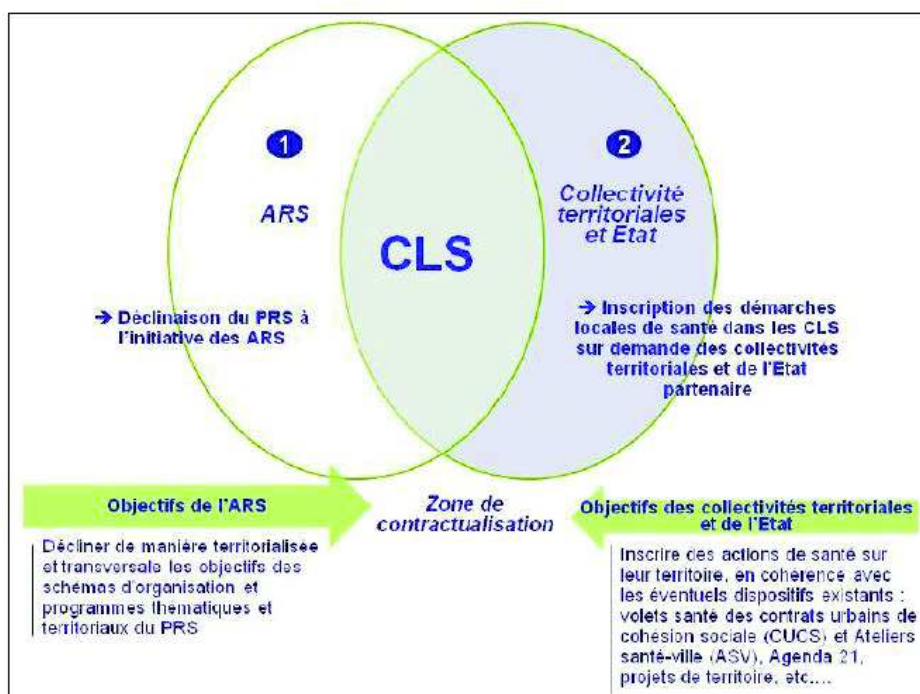 1
ARS
→ Déclinaison du PRS à
l'initiative des ARS
CLS
2
Collectivité
territoriales
et Etat
→ Inscription des démarches
locales de santé dans les CLS
sur demande des collectivités
territoriales et de l'Etat
partenaire
Objectifs de l'ARS
Décliner de manière territorialisée
et transversale les objectifs des
schémas d'organisation et
programmes thématiques et
territoriaux du PRS
Zone de
contractualisation
Objectifs des collectivités territoriales
et de l'Etat
Inscrire des actions de santé sur
leur territoire, en cohérence avec
les éventuels dispositifs existants :
volets santé des contrats urbains
de cohésion sociale (CUCS) et Ateliers
santé-ville (ASV), Agenda 21,
projets de territoire, etc....